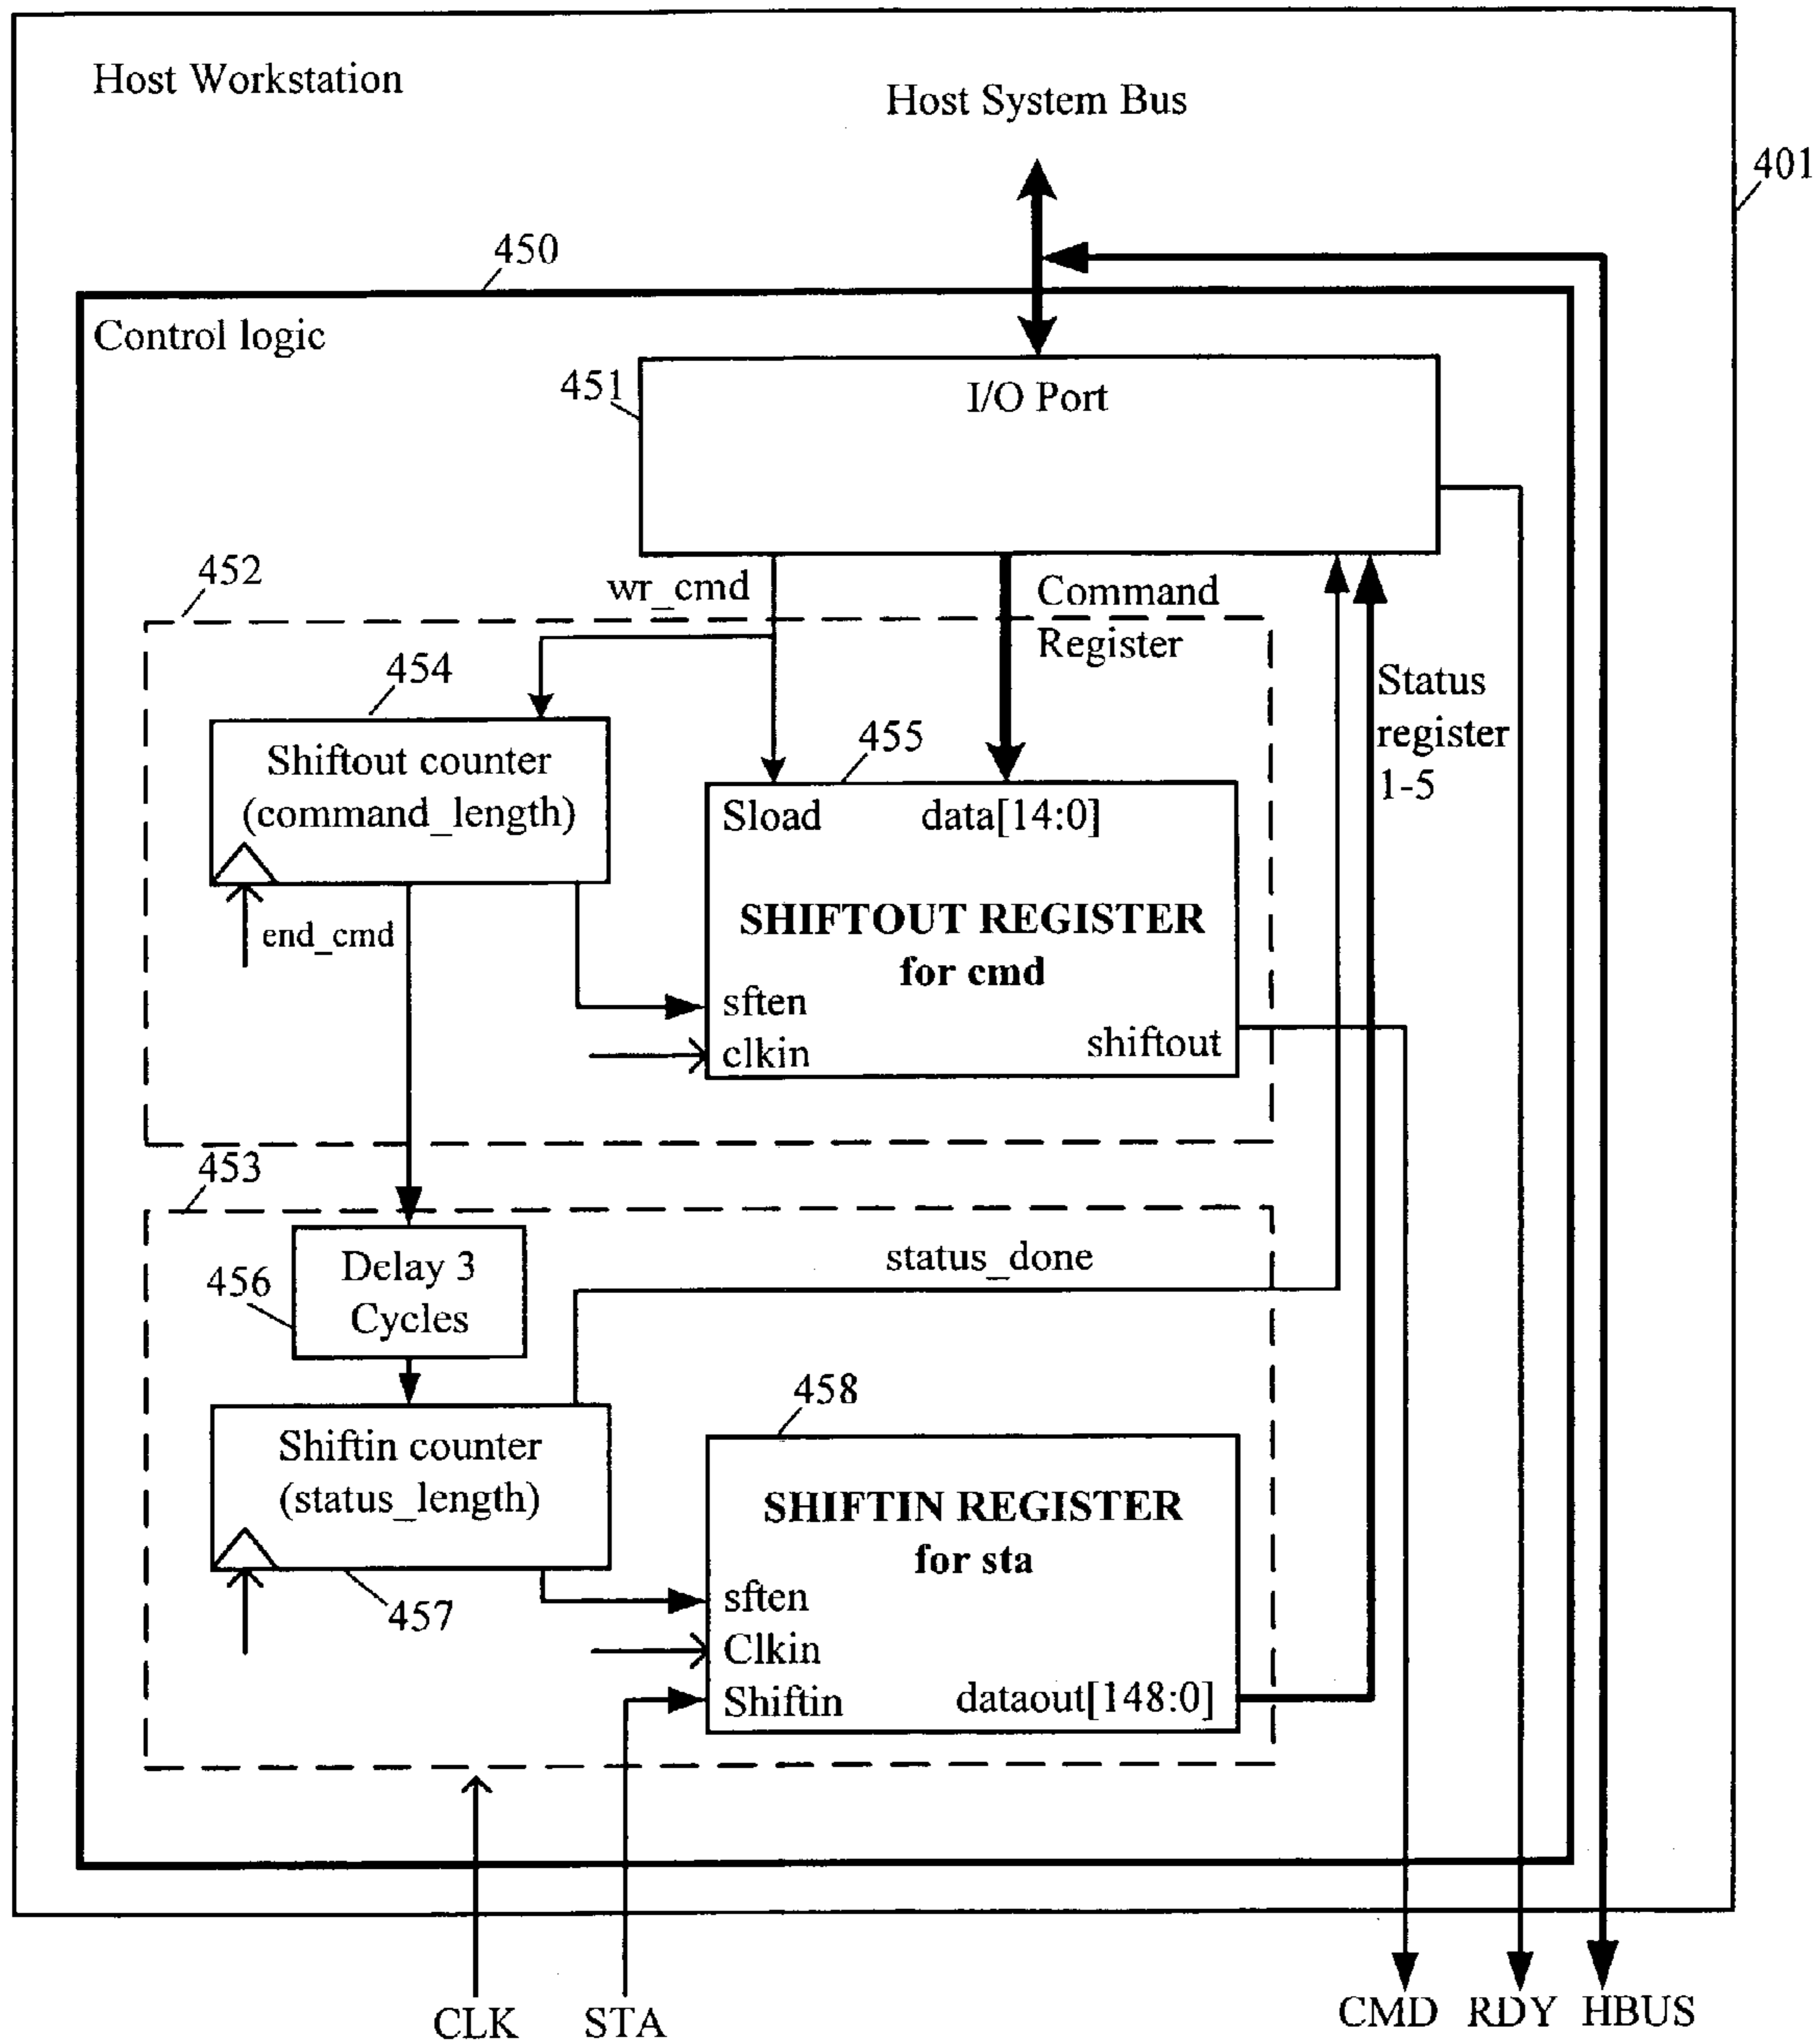 Host Workstation
Host System Bus
401
450
Control logic
451
I/O Port
452
wr_cmd
Command
Register
454
Status
register
1-5
455
Shiftout counter
(command_length)
Sload data[14:0]
end_cmd
SHIFTOUT REGISTER
for cmd
sften
clkin
shiftout
453
Delay 3
Cycles
456
status_done
458
Shiftin counter
(status_length)
SHIFTIN REGISTER
for sta
457
sften
Clkin
Shiftin
dataout[148:0]
CLK
STA
CMD
RDY
HBUS